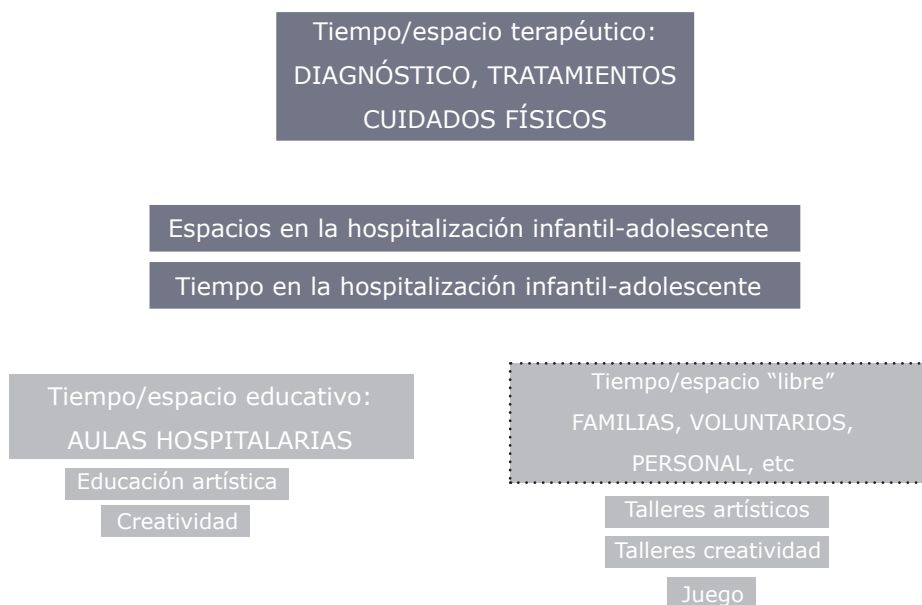 Tiempo/espacio terapéutico:
DIAGNÓSTICO, TRATAMIENTOS
CUIDADOS FÍSICOS
Espacios en la hospitalización infantil-adolescente
Tiempo en la hospitalización infantil-adolescente
Tiempo/espacio educativo:
AULAS HOSPITALARIAS
Educación artística
Creatividad
Tiempo/espacio “libre”
FAMILIAS, VOLUNTARIOS,
PERSONAL, etc
Talleres artísticos
Talleres creatividad
Juego